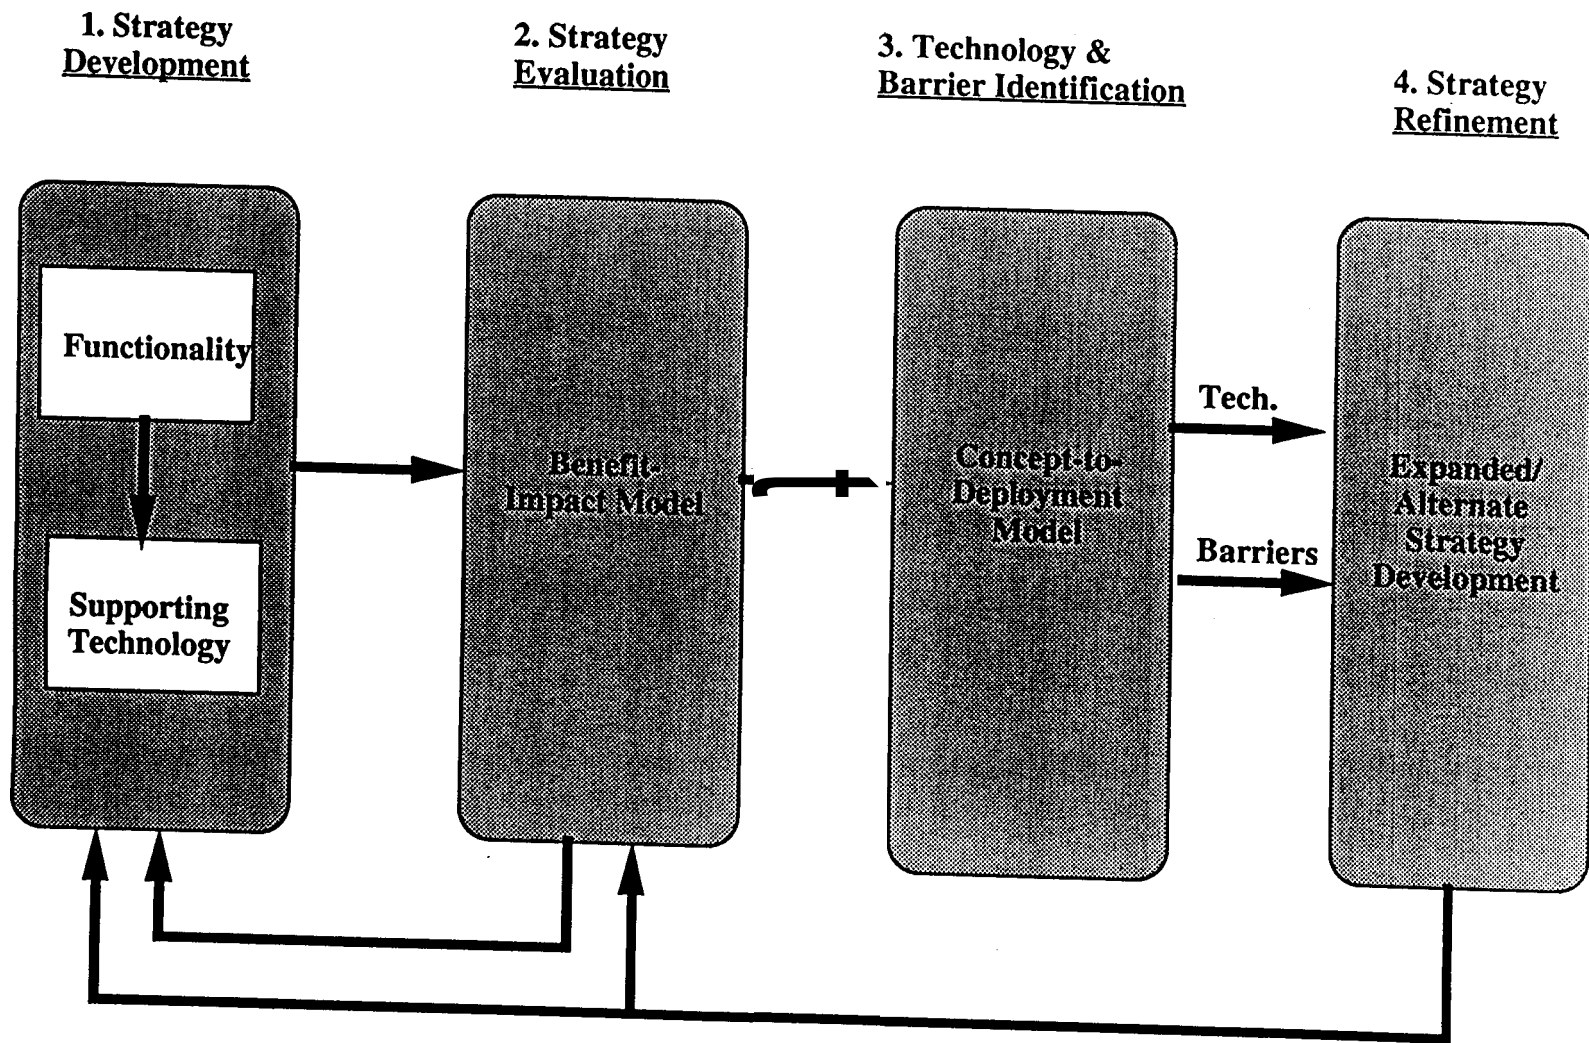 1. Strategy
Development
2. Strategy
Evaluation
3. Technology &
Barrier Identification
4. Strategy
Refinement
Functionality
Supporting
Technology
Benefit-
Impact Model
Concept-to-
Deployment
Model
Tech.
Barriers
Expanded/
Alternate
Strategy
Development